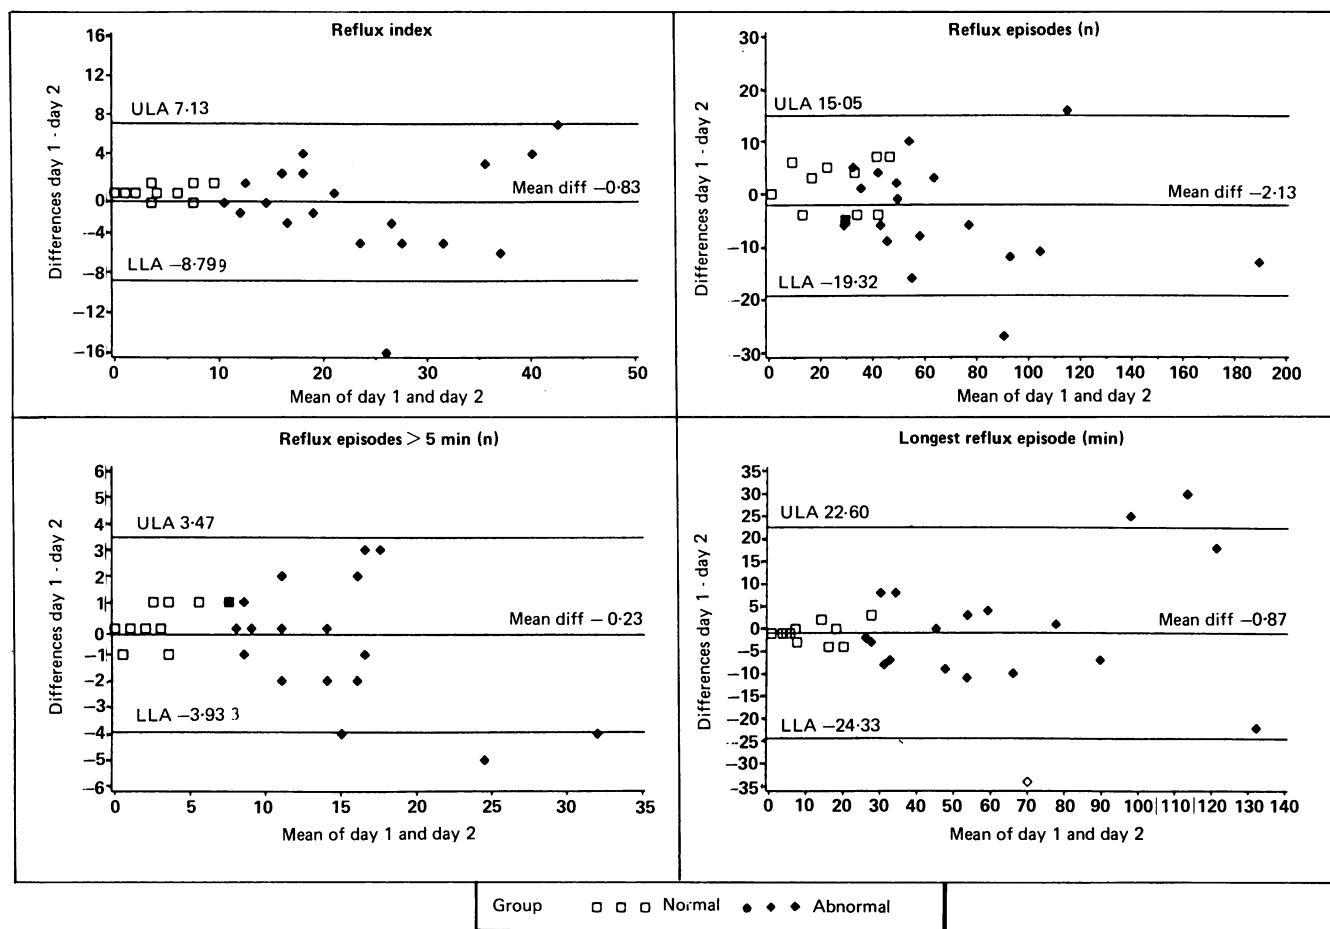 Reflux index
Differences day 1 - day 2
16
12
8
4
0
−4
−8
−12
−16
ULA 7·13
Mean diff −0·83
LLA −8·799
0 10 20 30 40 50
Mean of day 1 and day 2
Reflux episodes (n)
Differences day 1 - day 2
30
20
10
0
−10
−20
−30
ULA 15·05
Mean diff −2·13
LLA −19·32
0 20 40 60 80 100 120 140 160 180 200
Mean of day 1 and day 2
Reflux episodes > 5 min (n)
Differences day 1 - day 2
6
5
4
3
2
1
0
−1
−2
−3
−4
−5
−6
ULA 3·47
Mean diff − 0·23
LLA −3·93 3
0 5 10 15 20 25 30 35
Mean of day 1 and day 2
Longest reflux episode (min)
Differences day 1 - day 2
35
30
25
20
15
10
5
0
−5
−10
−15
−20
−25
−30
−35
ULA 22·60
Mean diff −0·87
LLA −24·33
0 10 20 30 40 50 60 70 80 90 100 110 120 130 140
Mean of day 1 and day 2
Group Normal Abnormal